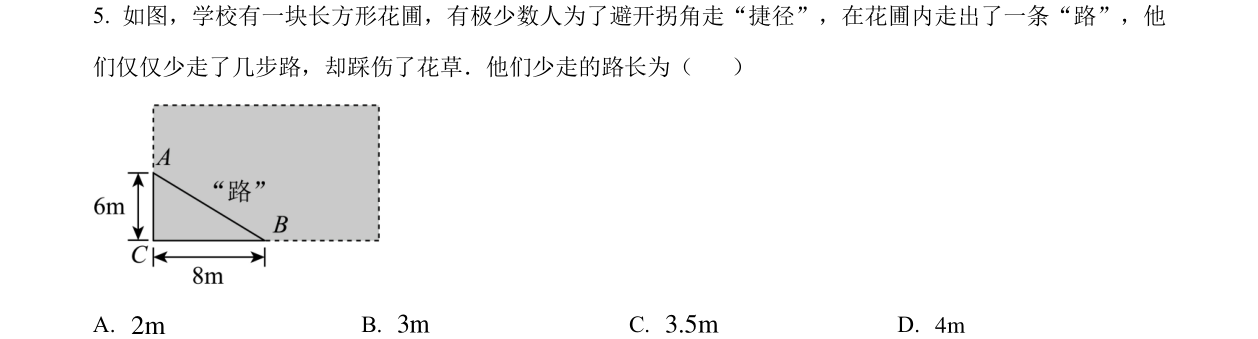 5. 如图，学校有一块长方形花圃，有极少数人为了避开拐角走“捷径”，在花圃内走出了一条“路”，他
们仅仅少走了几步路，却踩伤了花草．他们少走的路长为（　　）
A
“路”
6m
B
C
8m
A. 2m B. 3m C. 3.5m D. 4m